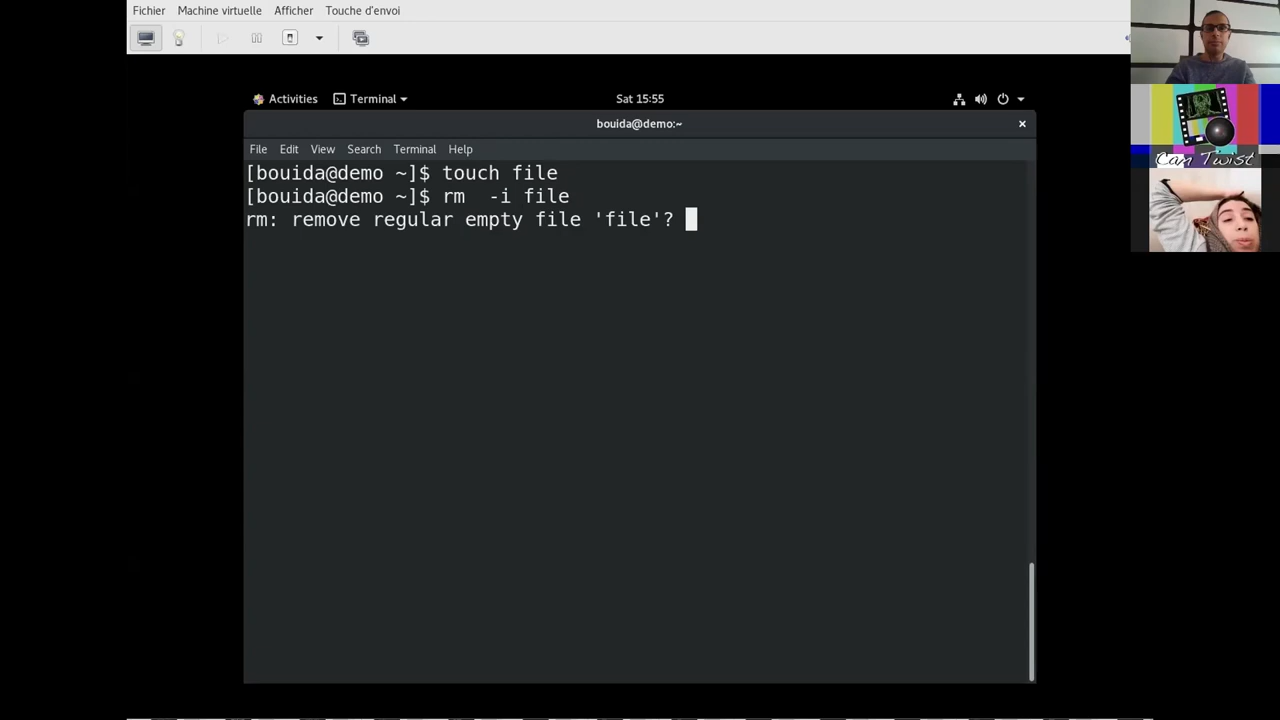 Fichier Machine virtuelle Afficher Touche d'envoi
Activities Terminal Sat 15:55
bouida@demo:~
File Edit View Search Terminal Help
[bouida@demo ~]$ touch file
[bouida@demo ~]$ rm  -i file
rm: remove regular empty file 'file'?
Cam Twist